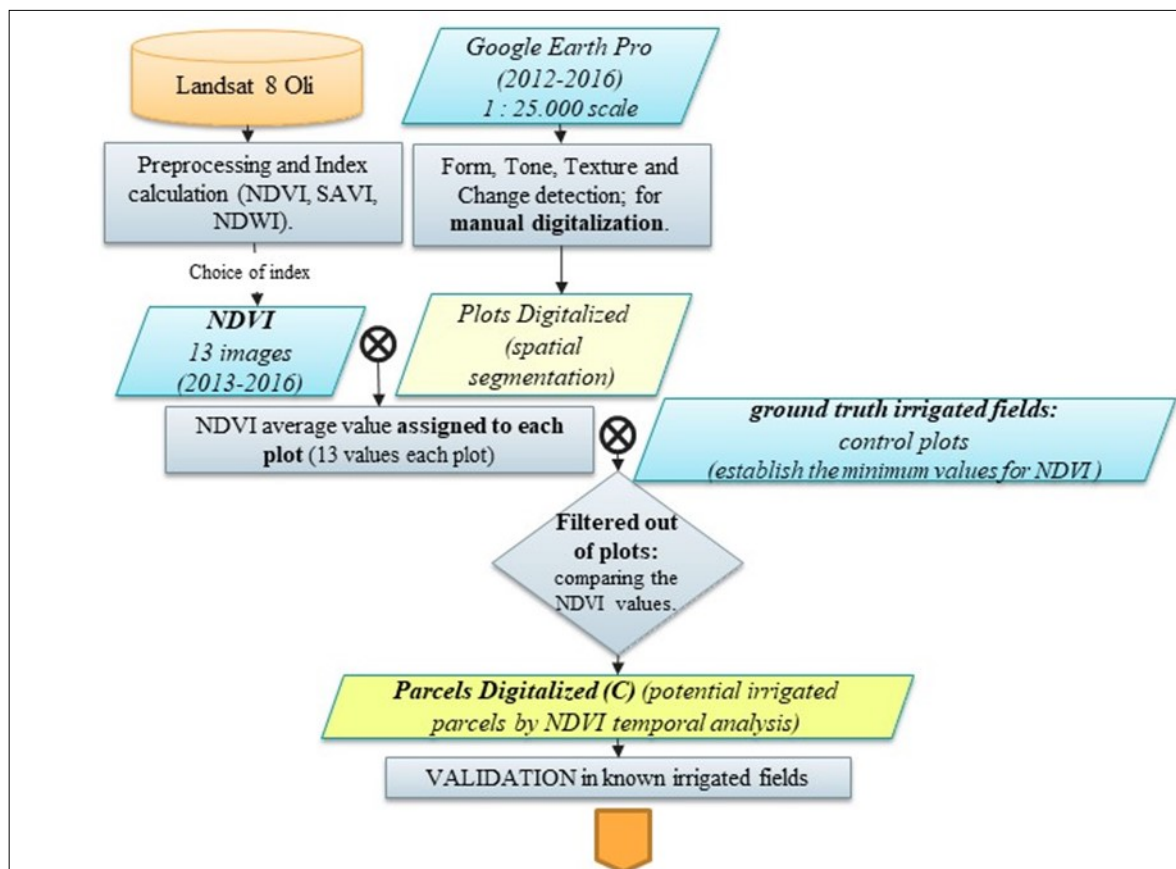 Landsat 8 Oli
Google Earth Pro
(2012-2016)
1 : 25.000 scale
Preprocessing and Index
calculation (NDVI, SAVI,
NDWI).
Form, Tone, Texture and
Change detection; for
manual digitalization.
Choice of index
NDVI
13 images
(2013-2016)
Plots Digitalized
(spatial
segmentation)
NDVI average value assigned to each
plot (13 values each plot)
ground truth irrigated fields:
control plots
(establish the minimum values for NDVI )
Filtered out
of plots:
comparing the
NDVI values.
Parcels Digitalized (C) (potential irrigated
parcels by NDVI temporal analysis)
VALIDATION in known irrigated fields